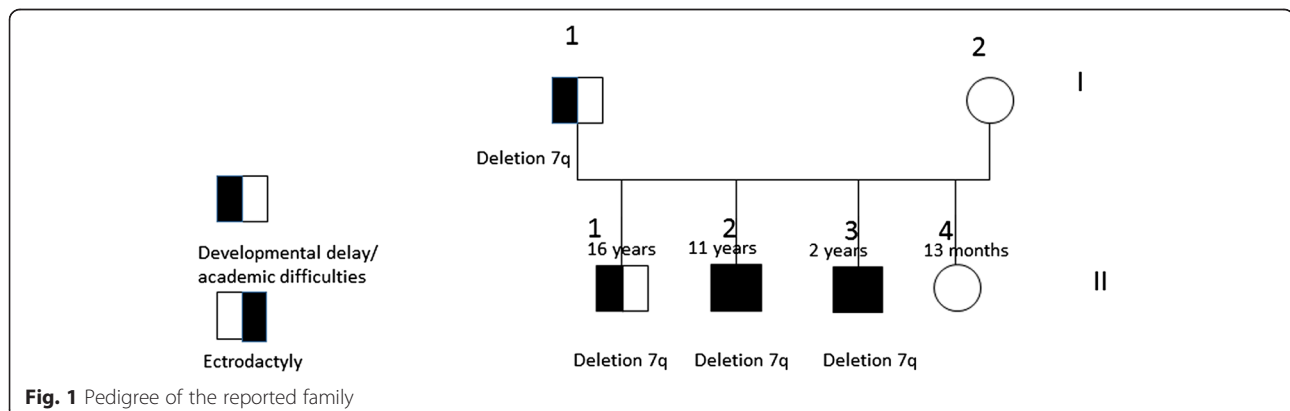 1
2
I
Deletion 7q
1
2
3
4
16 years
11 years
2 years
13 months
II
Developmental delay/
academic difficulties
Ectrodactyly
Deletion 7q
Deletion 7q
Deletion 7q
Fig. 1 Pedigree of the reported family